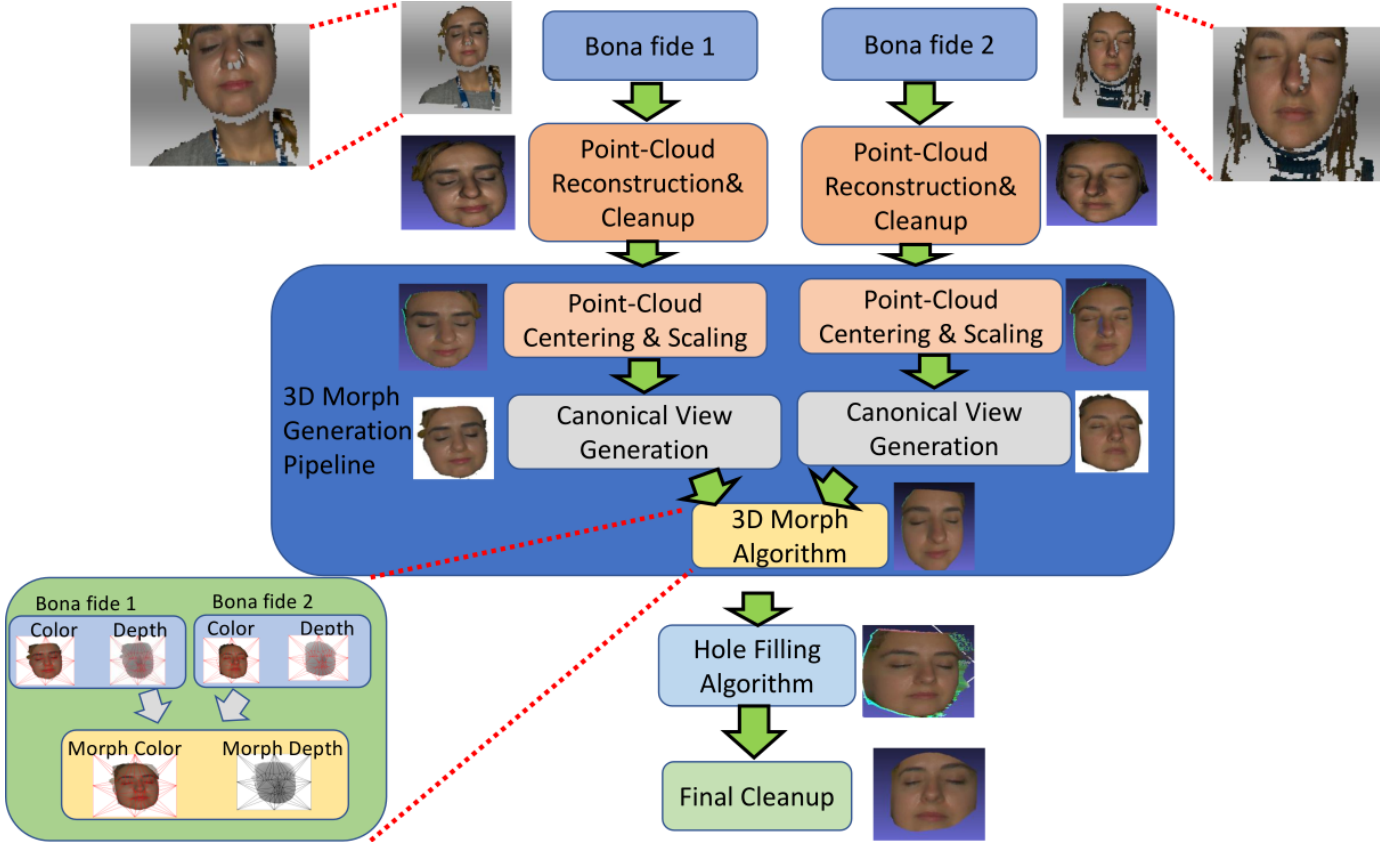 Bona fide 1
Bona fide 2
Point-Cloud
Reconstruction&
Cleanup
Point-Cloud
Reconstruction&
Cleanup
3D Morph
Generation
Pipeline
Point-Cloud
Centering & Scaling
Point-Cloud
Centering & Scaling
Canonical View
Generation
Canonical View
Generation
3D Morph
Algorithm
Bona fide 1
Bona fide 2
Color
Depth
Color
Depth
Morph Color
Morph Depth
Hole Filling
Algorithm
Final Cleanup